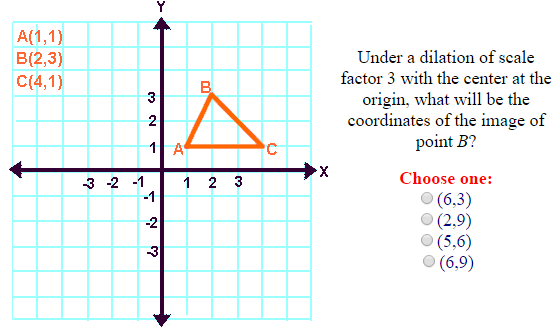 Y
A(1,1)
B(2,3)
C(4,1)
B
3
2
1
A
C
X
-3 -2 -1 1 2 3
-1
-2
-3
Under a dilation of scale
factor 3 with the center at the
origin, what will be the
coordinates of the image of
point B?
Choose one:
(6,3)
(2,9)
(5,6)
(6,9)